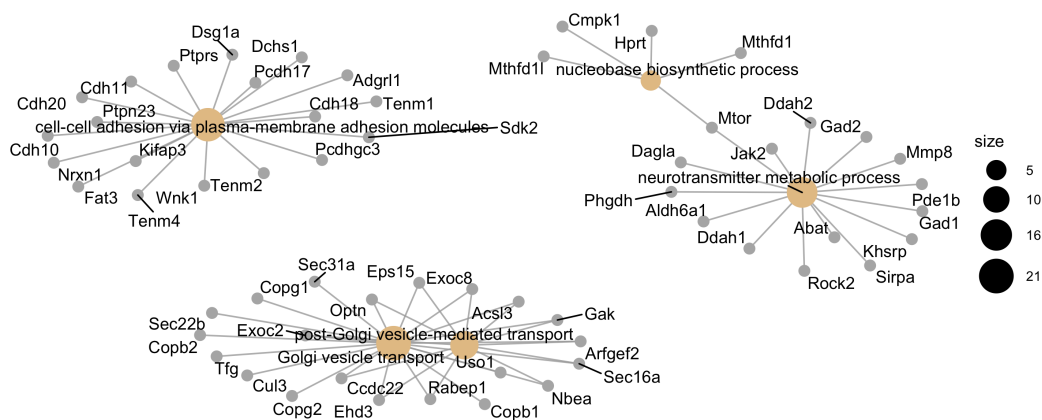 Dsg1a
Ptprs
Dchs1
Pcdh17
Cdh11
Adgrl1
Cdh20
Ptpn23
Cdh18
Tenm1
cell-cell adhesion via plasma-membrane adhesion molecules
Sdk2
Cdh10
Kifap3
Pcdhgc3
Nrxn1
Fat3
Wnk1
Tenm2
Tenm4
Cmpk1
Hprt
Mthfd1
Mthfd1l
nucleobase biosynthetic process
Mtor
Ddah2
Gad2
Dagla
Jak2
Mmp8
neurotransmitter metabolic process
Phgdh
Aldh6a1
Pde1b
Gad1
Ddah1
Abat
Khsrp
Sirpa
Rock2
size
5
10
16
21
Sec31a
Eps15
Exoc8
Copg1
Optn
Acsl3
Gak
Sec22b
Exoc2
post-Golgi vesicle-mediated transport
Copb2
Golgi vesicle transport
Uso1
Arfgef2
Sec16a
Tfg
Cul3
Ccdc22
Rabep1
Nbea
Copg2
Ehd3
Copb1